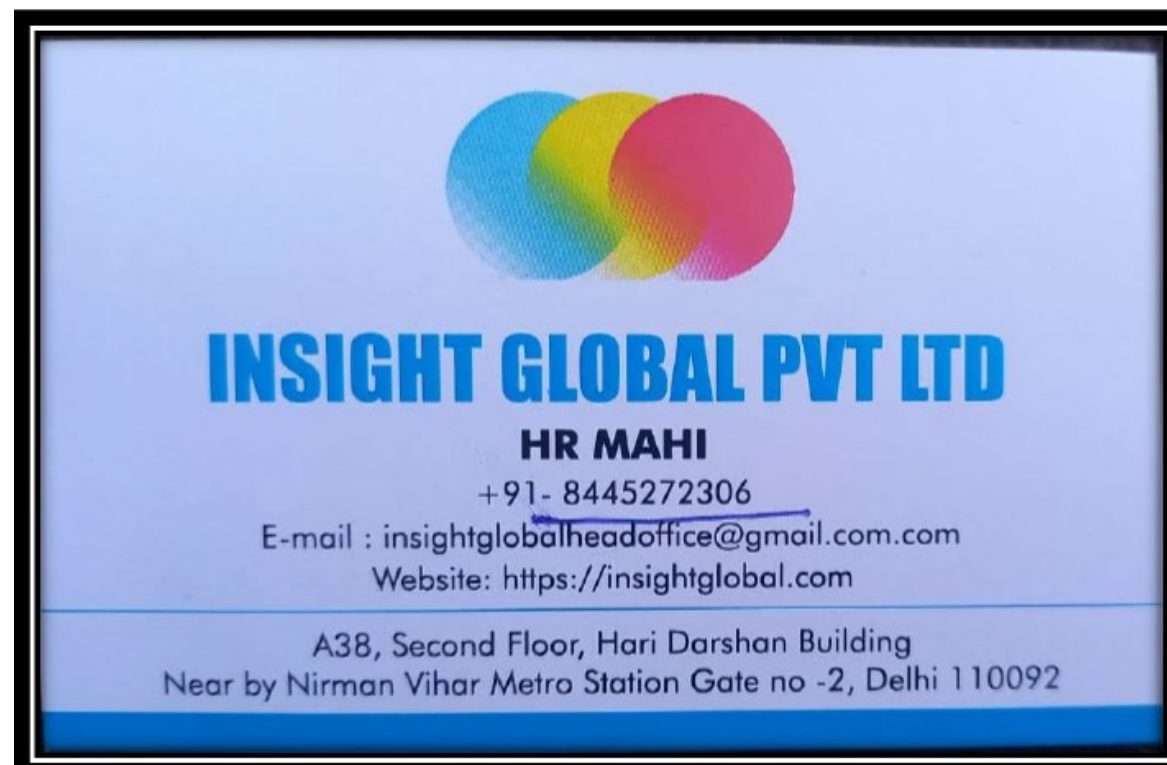 INSIGHT GLOBAL PVT LTD
HR MAHI
+91- 8445272306
E-mail : insightglobalheadoffice@gmail.com.com
Website: https://insightglobal.com
A38, Second Floor, Hari Darshan Building
Near by Nirman Vihar Metro Station Gate no -2, Delhi 110092